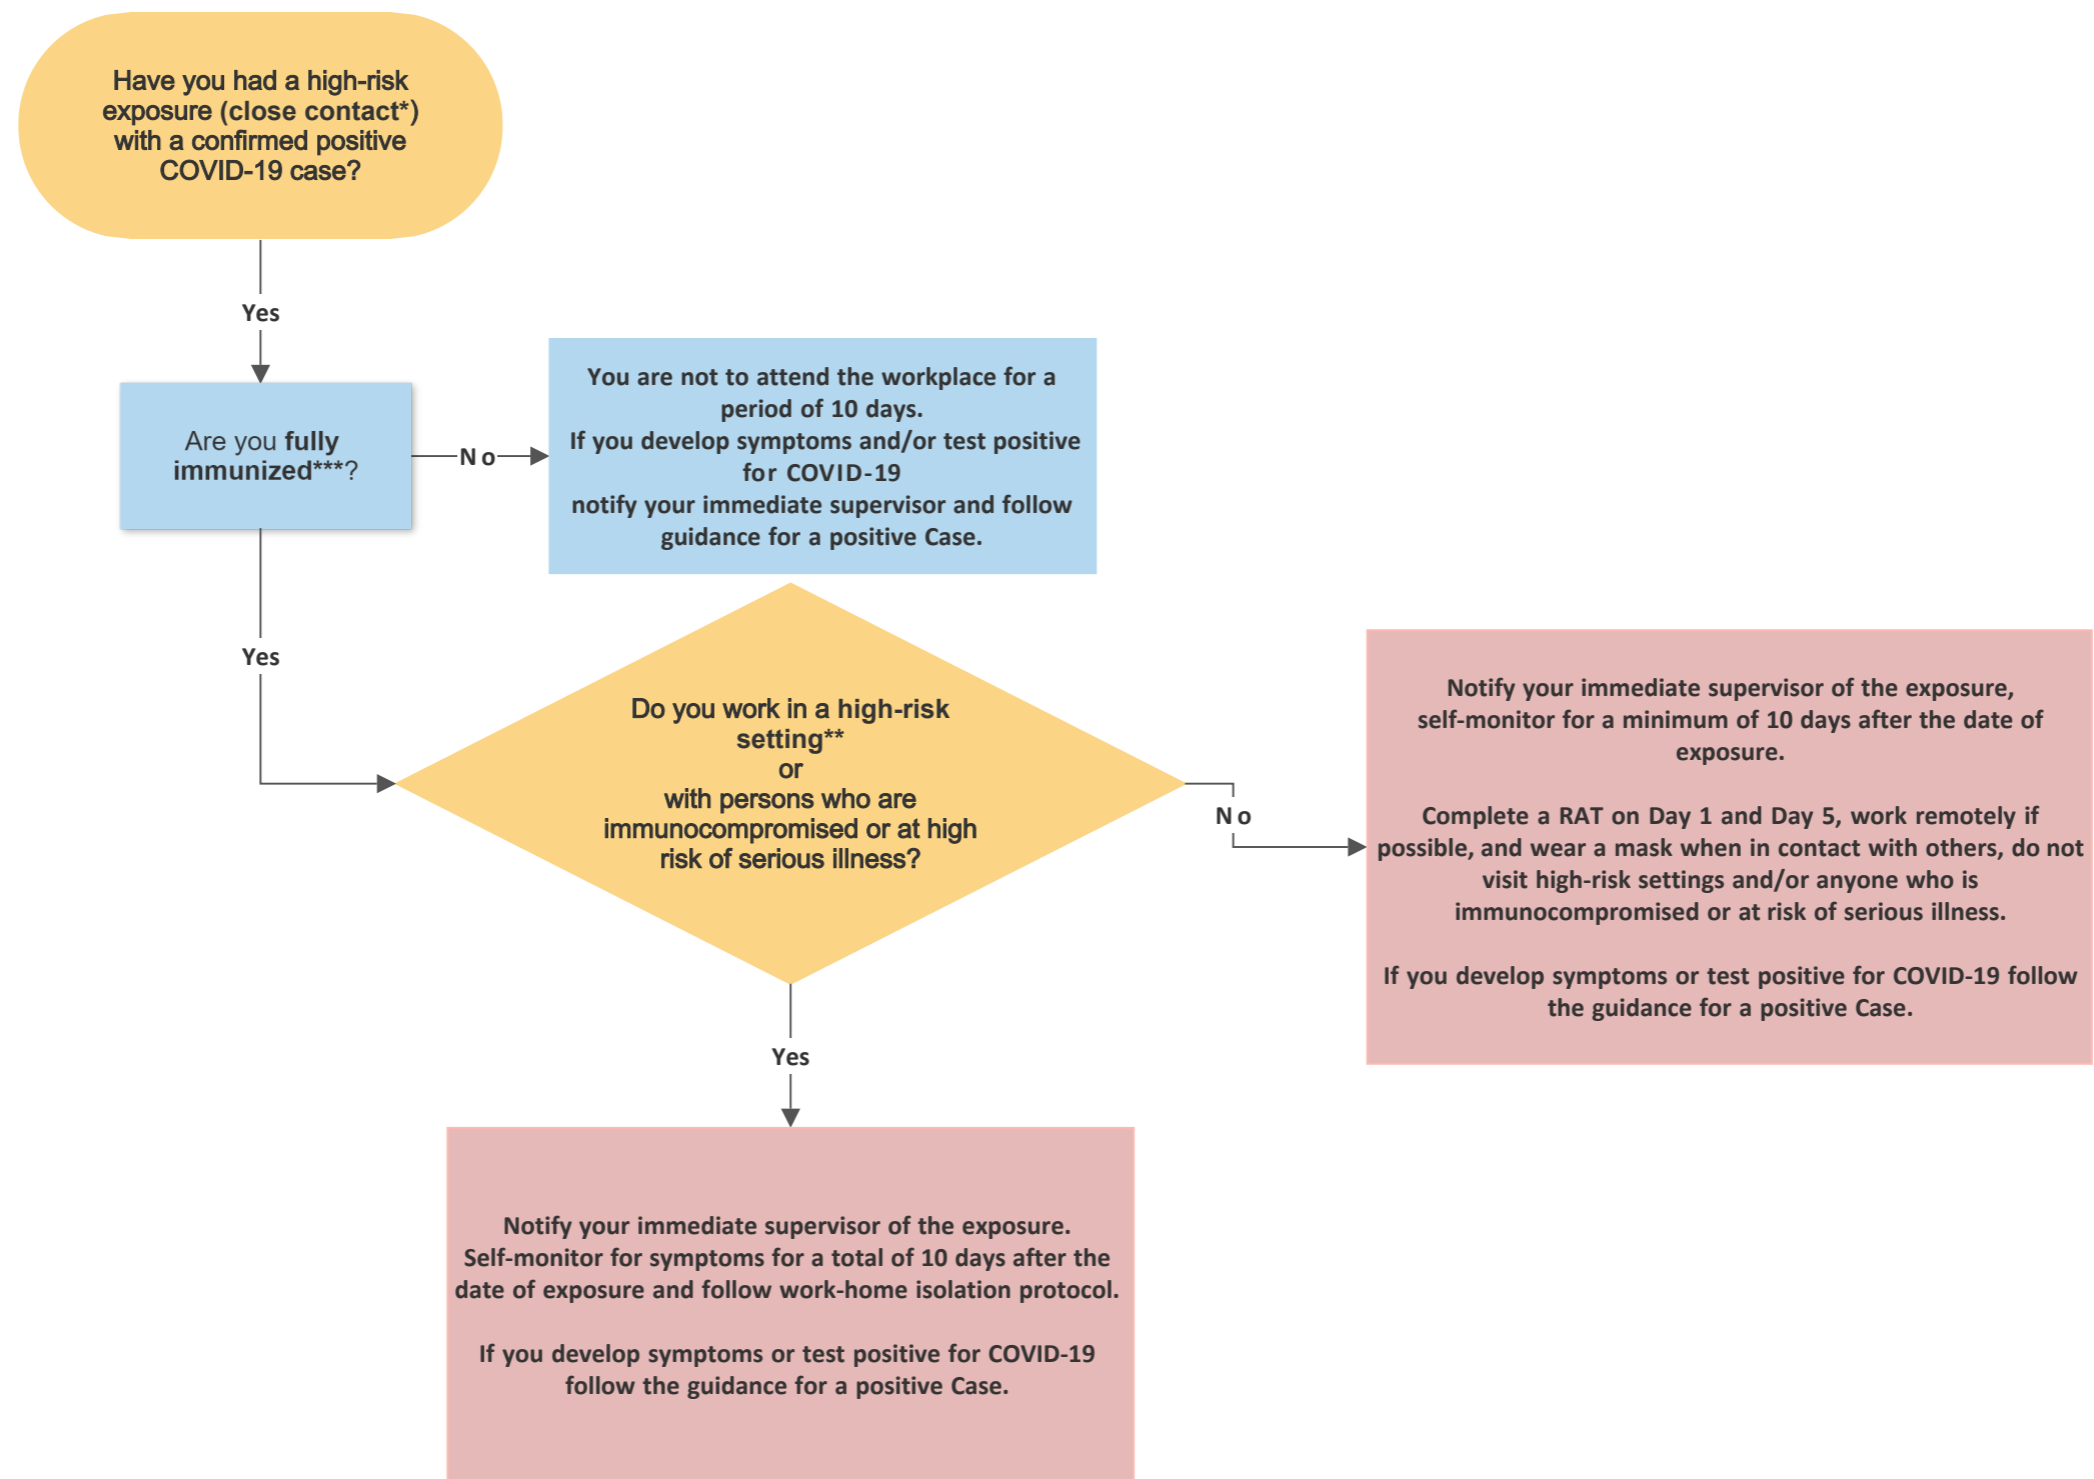 Have you had a high-risk
exposure (close contact*)
with a confirmed positive
COVID-19 case?
Yes
Are you fully
immunized***?
No
You are not to attend the workplace for a
period of 10 days.
If you develop symptoms and/or test positive
for COVID-19
notify your immediate supervisor and follow
guidance for a positive Case.
Yes
Do you work in a high-risk
setting**
or
with persons who are
immunocompromised or at high
risk of serious illness?
No
Notify your immediate supervisor of the exposure,
self-monitor for a minimum of 10 days after the date of
exposure.
Complete a RAT on Day 1 and Day 5, work remotely if
possible, and wear a mask when in contact with others, do not
visit high-risk settings and/or anyone who is
immunocompromised or at risk of serious illness.
If you develop symptoms or test positive for COVID-19 follow
the guidance for a positive Case.
Yes
Notify your immediate supervisor of the exposure.
Self-monitor for symptoms for a total of 10 days after the
date of exposure and follow work-home isolation protocol.
If you develop symptoms or test positive for COVID-19
follow the guidance for a positive Case.